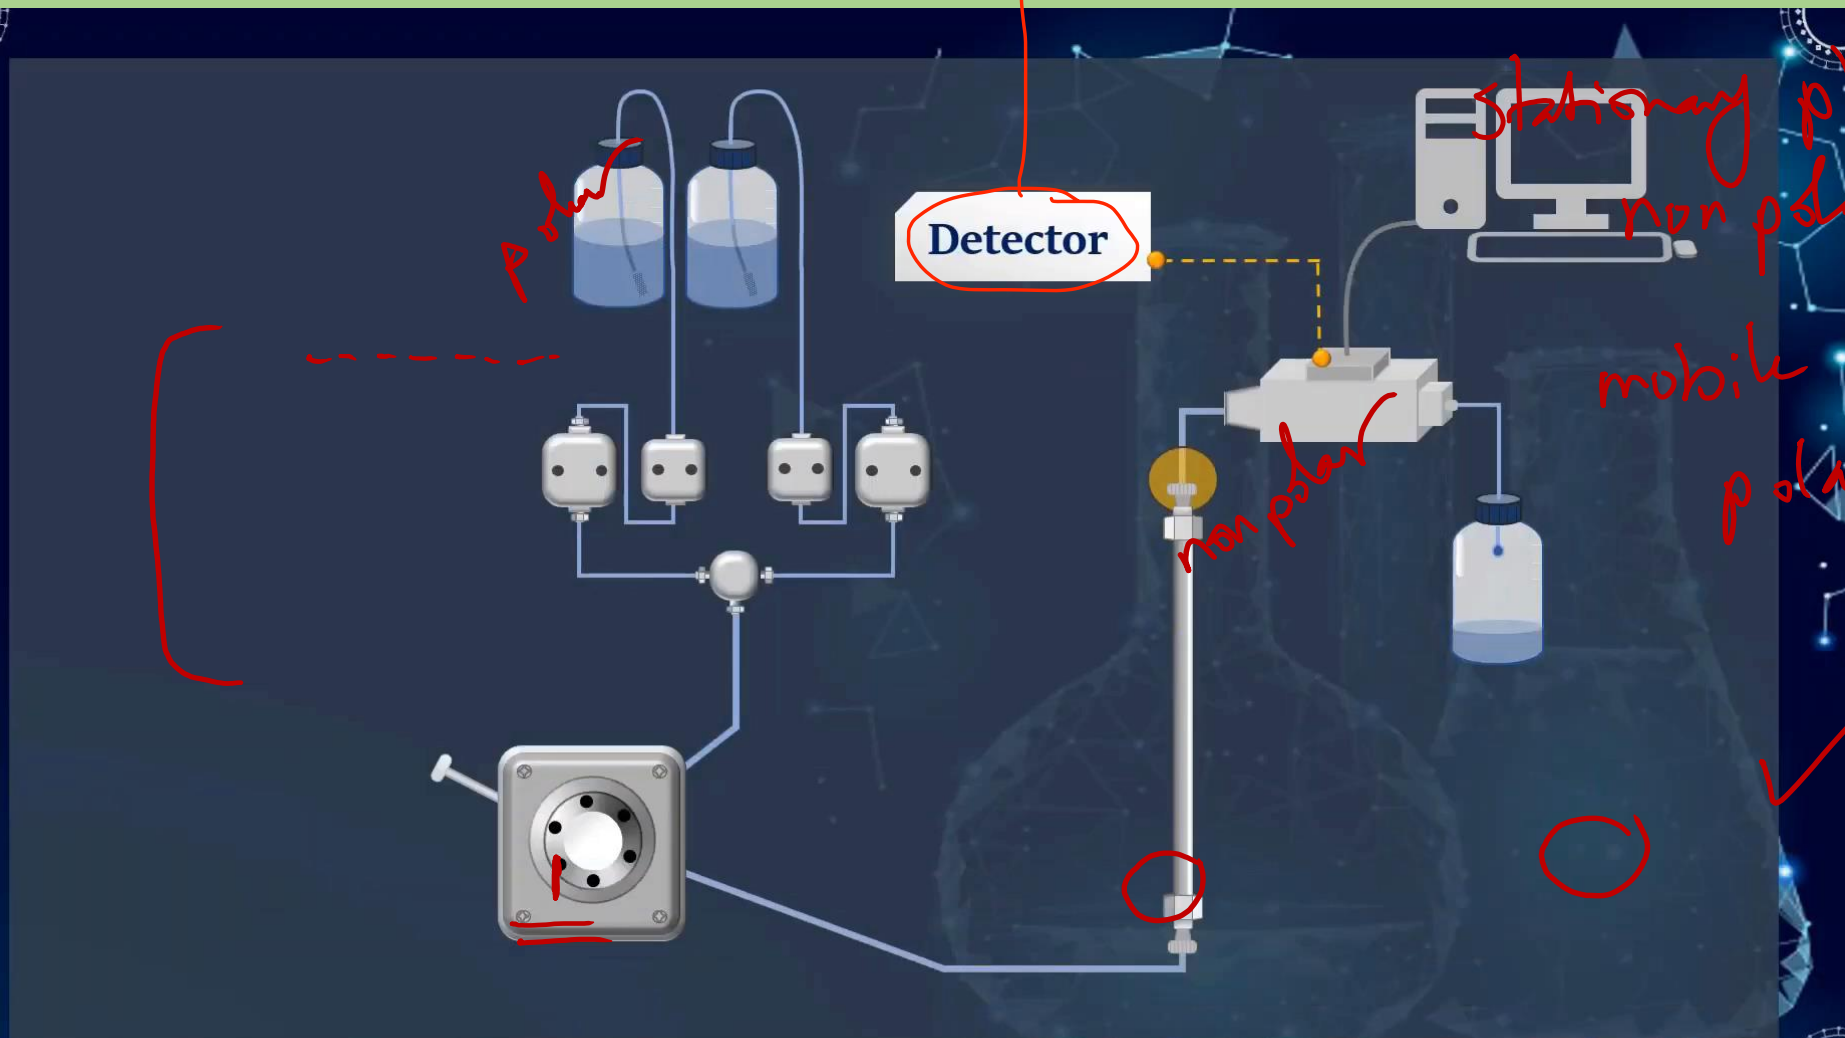 Stationary p
polar
non pol
Detector
mobile
non polar
pola